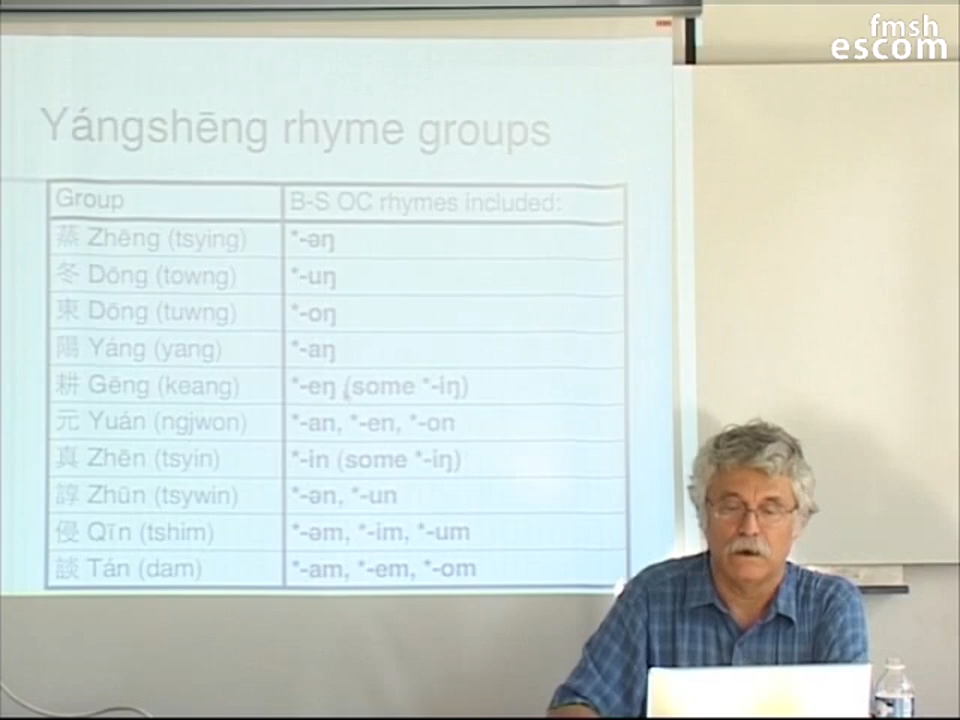 fmsh
escom
Yángshēng rhyme groups
Group B-S OC rhymes included:
蒸 Zhēng (tsying) *-əŋ
冬 Dōng (towng) *-uŋ
東 Dōng (tuwng) *-oŋ
陽 Yáng (yang) *-aŋ
耕 Gēng (keang) *-eŋ (some *-iŋ)
元 Yuán (ngjwon) *-an, *-en, *-on
真 Zhēn (tsyin) *-in (some *-iŋ)
諄 Zhūn (tsywin) *-ən, *-un
侵 Qīn (tshim) *-əm, *-im, *-um
談 Tán (dam) *-am, *-em, *-om